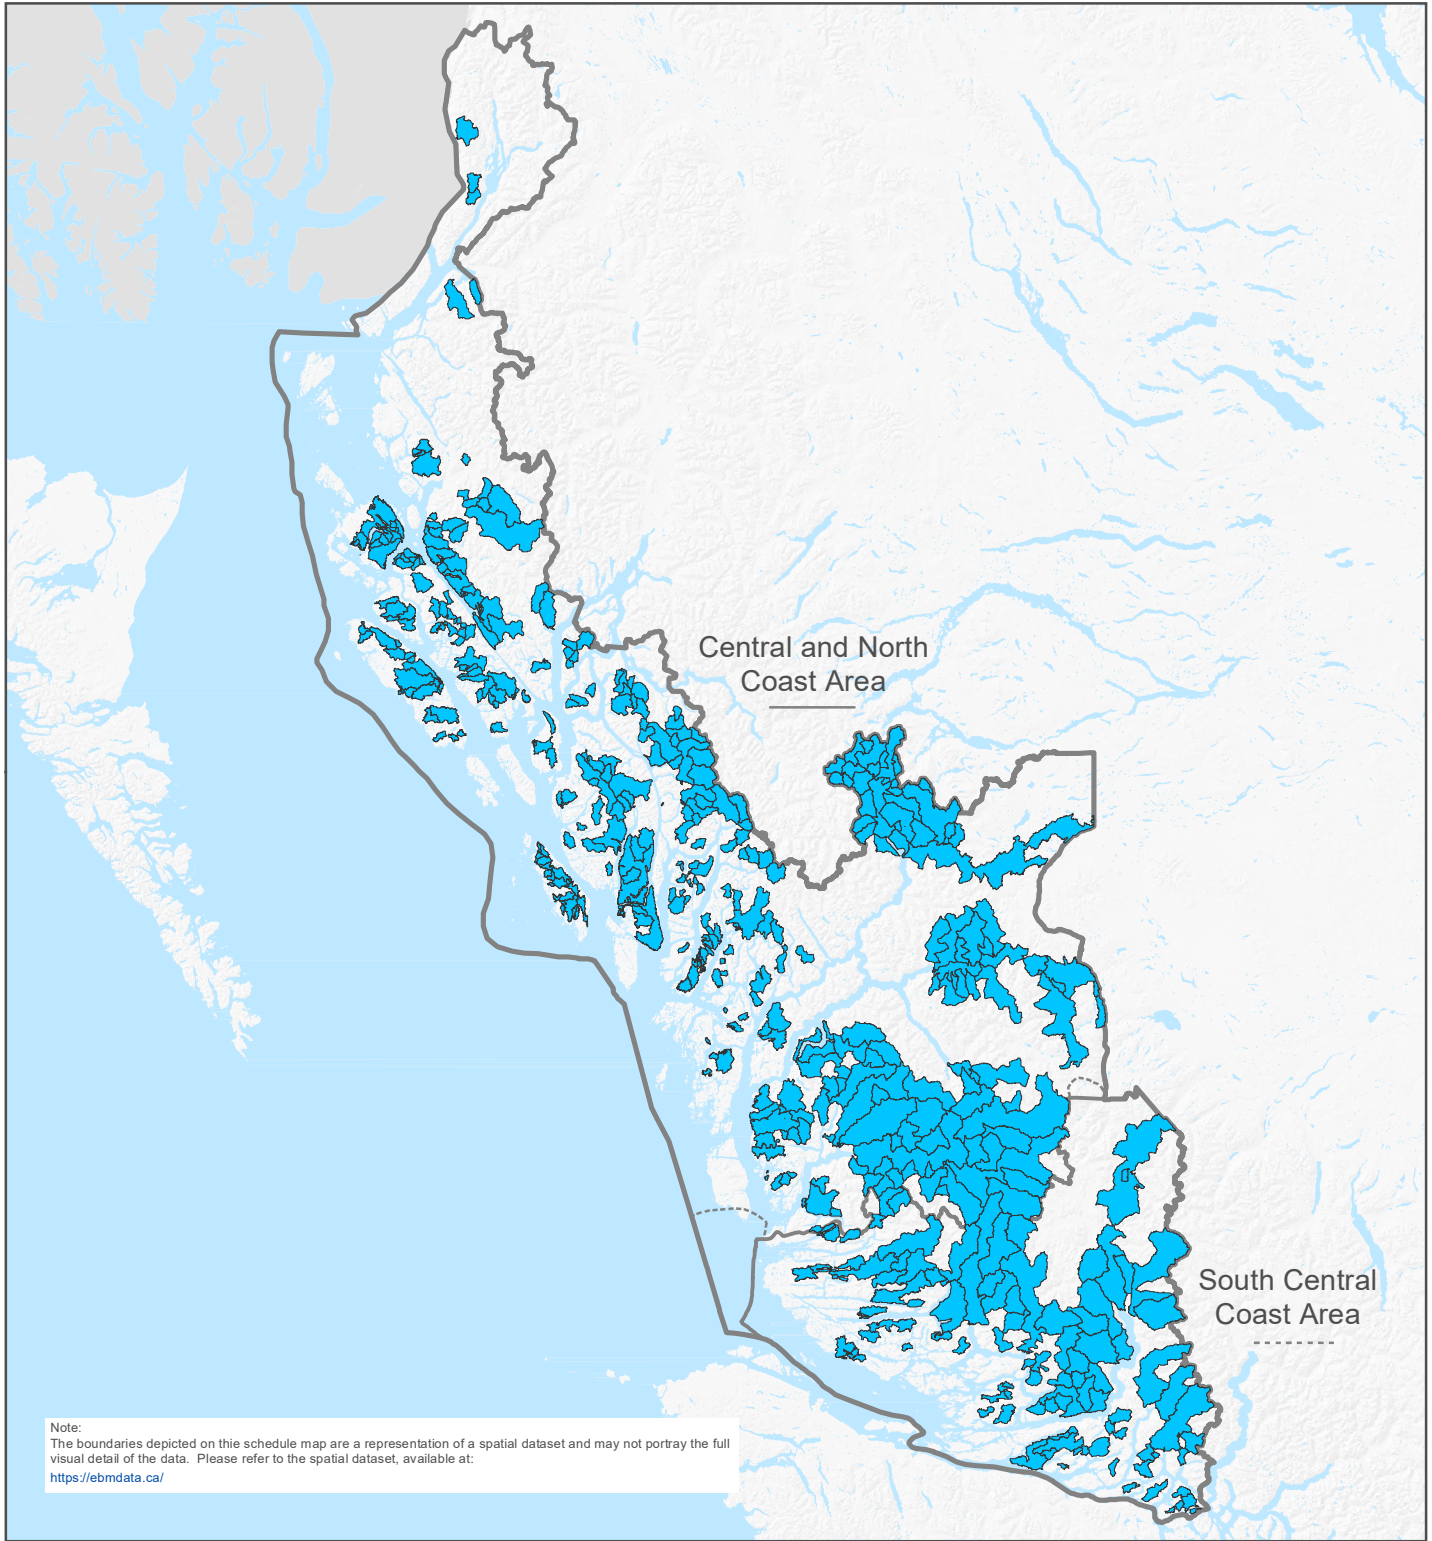 Central and North
Coast Area
South Central
Coast Area
Note:
The boundaries depicted on thie schedule map are a representation of a spatial dataset and may not portray the full
visual detail of the data.  Please refer to the spatial dataset, available at:
https://ebmdata.ca/